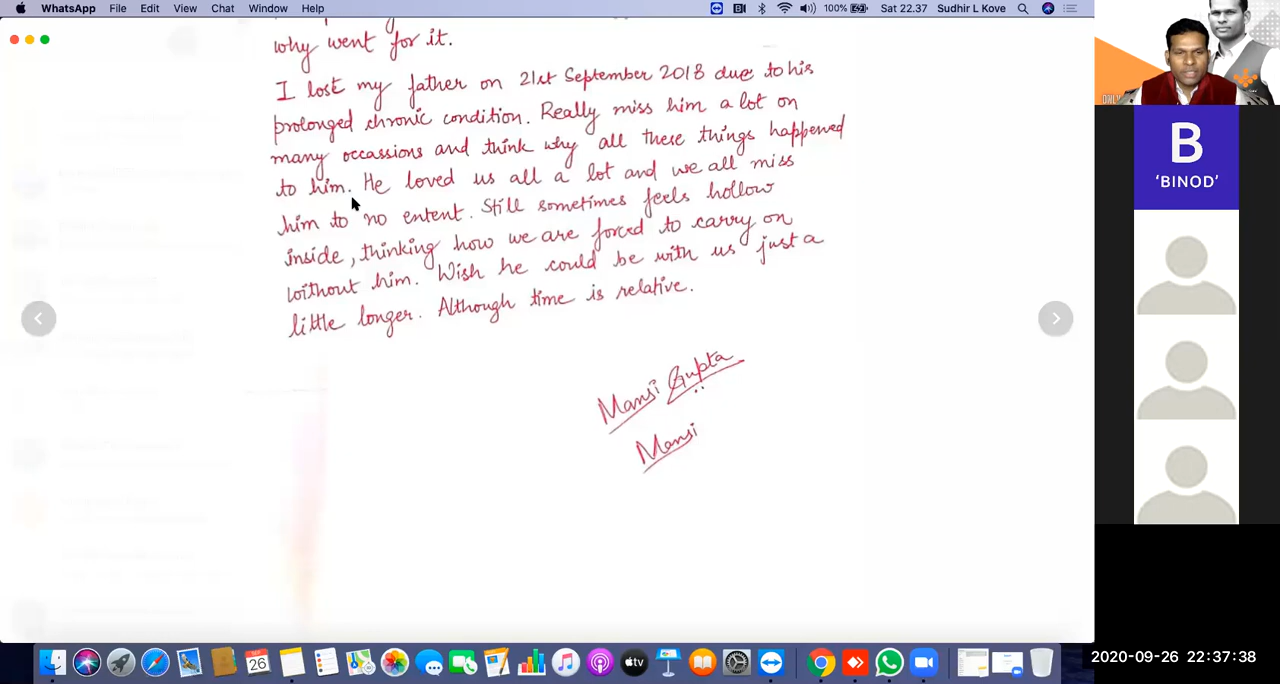 WhatsApp File Edit View Chat Window Help 100% Sat 22.37 Sudhir L Kove
why went for it.
I lost my father on 21st September 2018 due to his
prolonged chronic condition. Really miss him a lot on
many occassions and think why all these things happened
to him. He loved us all a lot and we all miss
him to no entent. Still sometimes feels hollow
inside, thinking how we are forced to carry on
without him. Wish he could be with us just a
little longer. Although time is relative.
Mansi Gupta
Mansi
B
'BINOD'
SEP
26
tv
2020-09-26 22:37:38